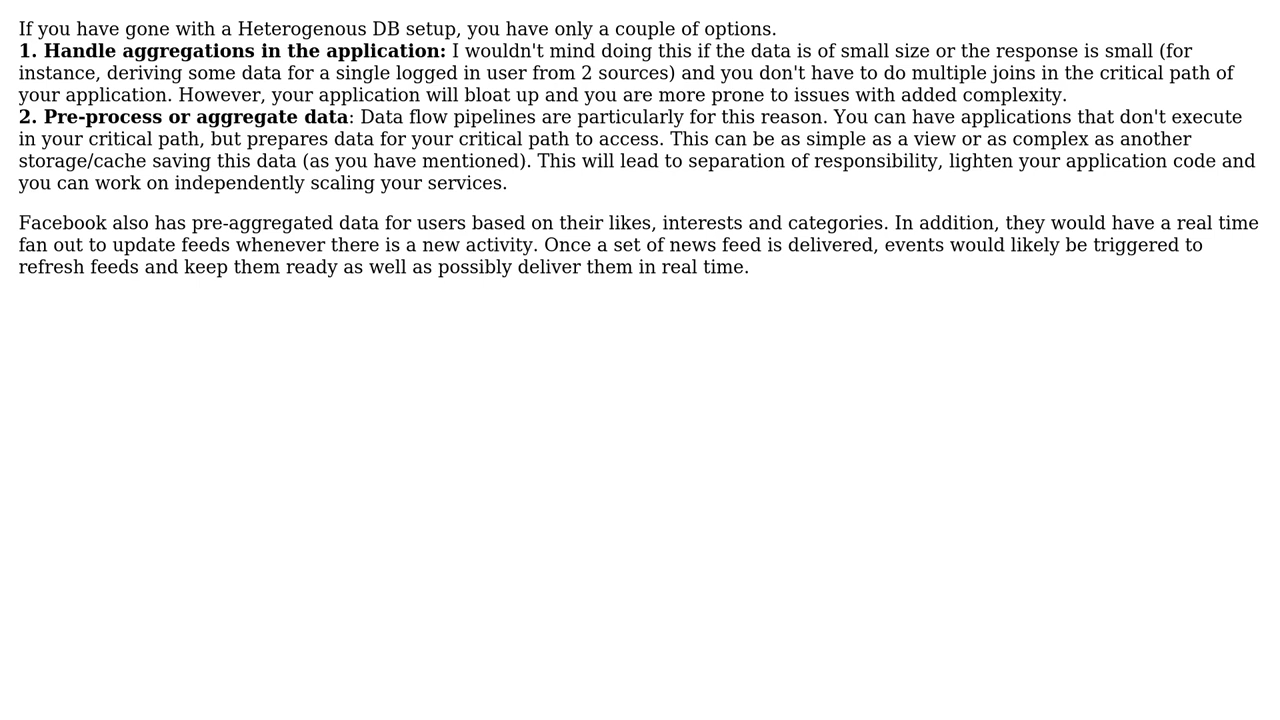 If you have gone with a Heterogenous DB setup, you have only a couple of options.
1. Handle aggregations in the application: I wouldn't mind doing this if the data is of small size or the response is small (for
instance, deriving some data for a single logged in user from 2 sources) and you don't have to do multiple joins in the critical path of
your application. However, your application will bloat up and you are more prone to issues with added complexity.
2. Pre-process or aggregate data: Data flow pipelines are particularly for this reason. You can have applications that don't execute
in your critical path, but prepares data for your critical path to access. This can be as simple as a view or as complex as another
storage/cache saving this data (as you have mentioned). This will lead to separation of responsibility, lighten your application code and
you can work on independently scaling your services.
Facebook also has pre-aggregated data for users based on their likes, interests and categories. In addition, they would have a real time
fan out to update feeds whenever there is a new activity. Once a set of news feed is delivered, events would likely be triggered to
refresh feeds and keep them ready as well as possibly deliver them in real time.